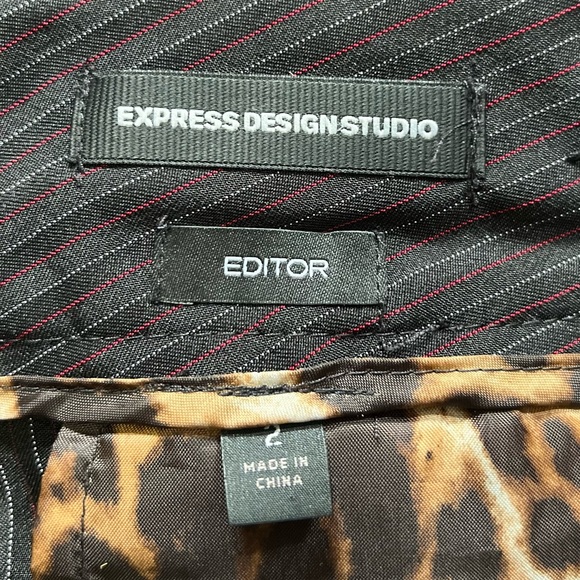 EXPRESS DESIGN STUDIO
EDITOR
2
MADE IN
CHINA